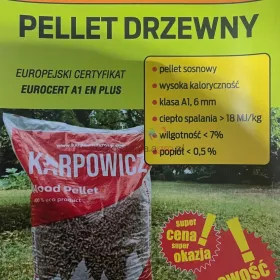 PELLET DRZEWNY
EUROPEJSKI CERTYFIKAT
EUROCERT A1 EN PLUS
• pellet sosnowy
• wysoka kaloryczność
• klasa A1, 6 mm
• ciepło spalania > 18 MJ/kg
• wilgotność < 7%
• popiół < 0,5 %
KARPOWICZ
Wood Pellet
super
cena
super
okazja
NOWOŚĆ